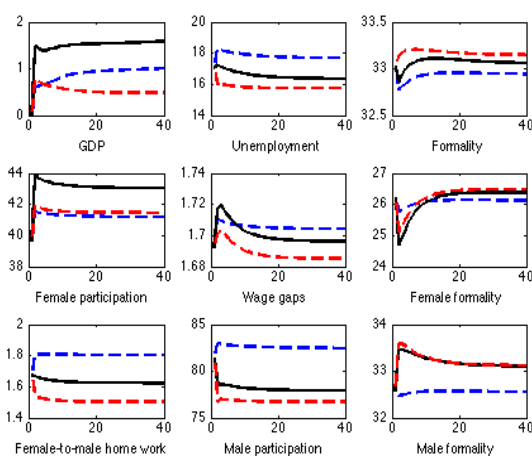 2
1
0
0 20 40
GDP
20
18
16
14
0 20 40
Unemployment
33.5
33
32.5
0 20 40
Formality
44
42
40
38
0 20 40
Female participation
1.74
1.72
1.7
1.68
0 20 40
Wage gaps
27
26
25
24
0 20 40
Female formality
2
1.8
1.6
1.4
0 20 40
Female-to-male home work
85
80
75
0 20 40
Male participation
34
33
32
0 20 40
Male formality